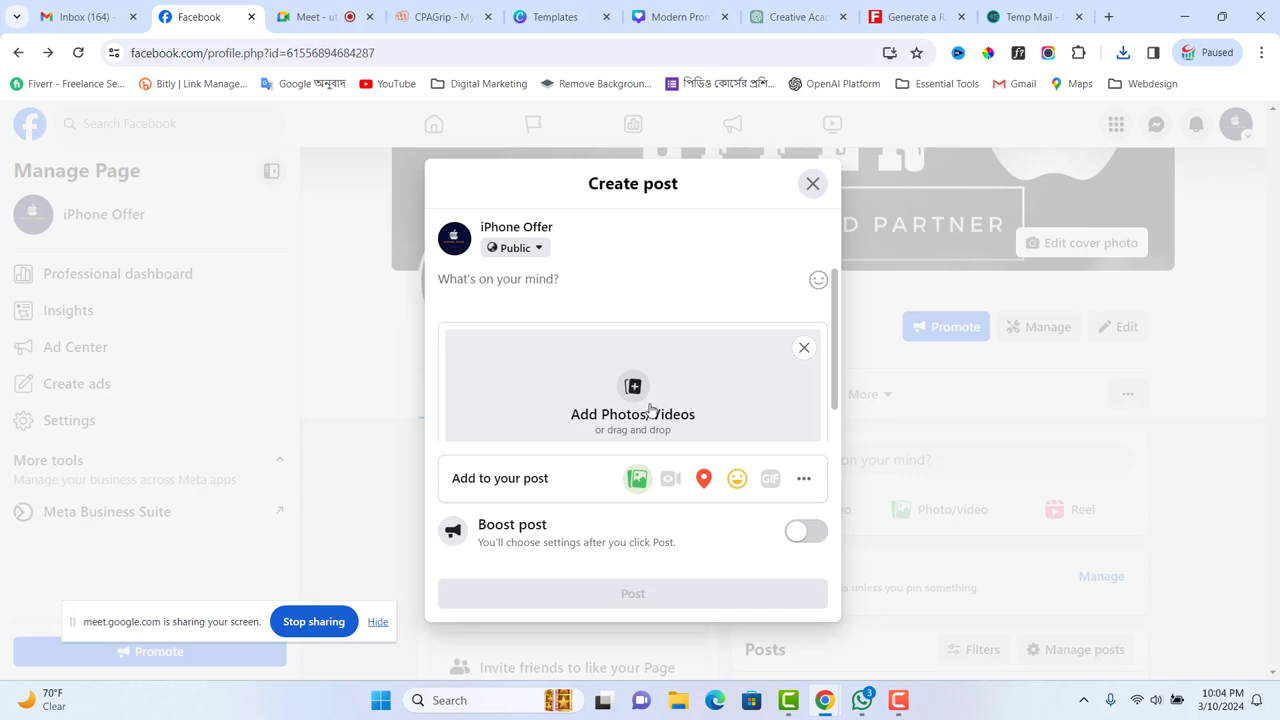 Gmail
Facebook
Meet - ut
CPAGrip - My
Templates
Modern Pro
Creative Aca
Generate a R
Temp Mail -
facebook.com/profile.php?id=61556894684287
Paused
Fiverr - Freelance Se...
Bitly | Link Manage...
Google অনুবাদ
YouTube
Digital Marketing
Remove Background...
পিডিও কোর্সের প্রশি...
OpenAI Platform
Essential Tools
Gmail
Maps
Webdesign
Search Facebook
Manage Page
iPhone Offer
Professional dashboard
Insights
Ad Center
Create ads
Settings
More tools
Manage your business across Meta apps
Meta Business Suite
Promote
D PARTNER
Edit cover photo
Promote
Manage
Edit
More
on your mind?
Photo/video
Reel
s unless you pin something.
Manage
Invite friends to like your Page
Posts
Filters
Manage posts
Create post
iPhone Offer
Public
What's on your mind?
Add Photos/Videos
or drag and drop
Add to your post
GIF
Boost post
You'll choose settings after you click Post.
Post
meet.google.com is sharing your screen.
Stop sharing
Hide
70°F
Clear
Search
3
10:04 PM
3/10/2024